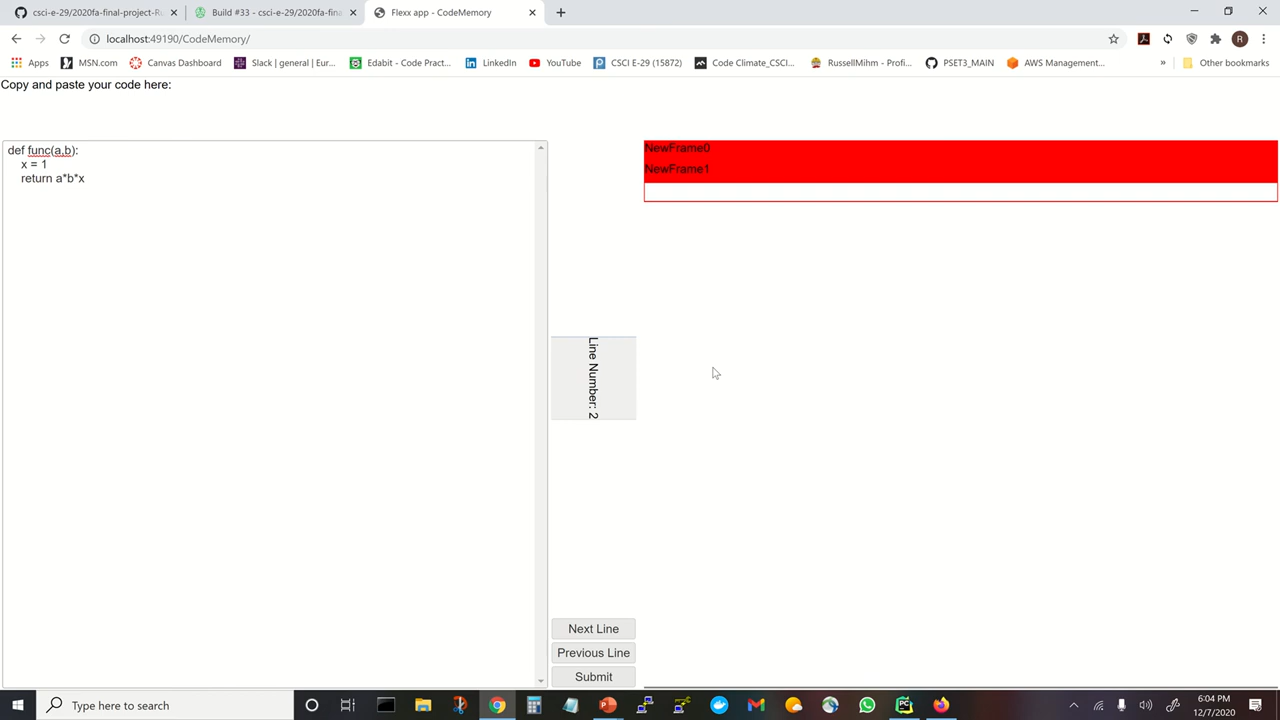 csci-e-29/2020fa-final-project-Ru
Build #33 - csci-e-29/2020fa-fina
Flexx app - CodeMemory
localhost:49190/CodeMemory/
R
Apps
MSN.com
Canvas Dashboard
Slack | general | Eur...
Edabit - Code Pract...
LinkedIn
YouTube
CSCI E-29 (15872)
Code Climate_CSCI...
RussellMihm - Profi...
PSET3_MAIN
AWS Management...
»
Other bookmarks
Copy and paste your code here:
def func(a,b):
x = 1
return a*b*x
NewFrame0
NewFrame1
Line Number: 2
Next Line
Previous Line
Submit
Type here to search
6:04 PM
12/7/2020